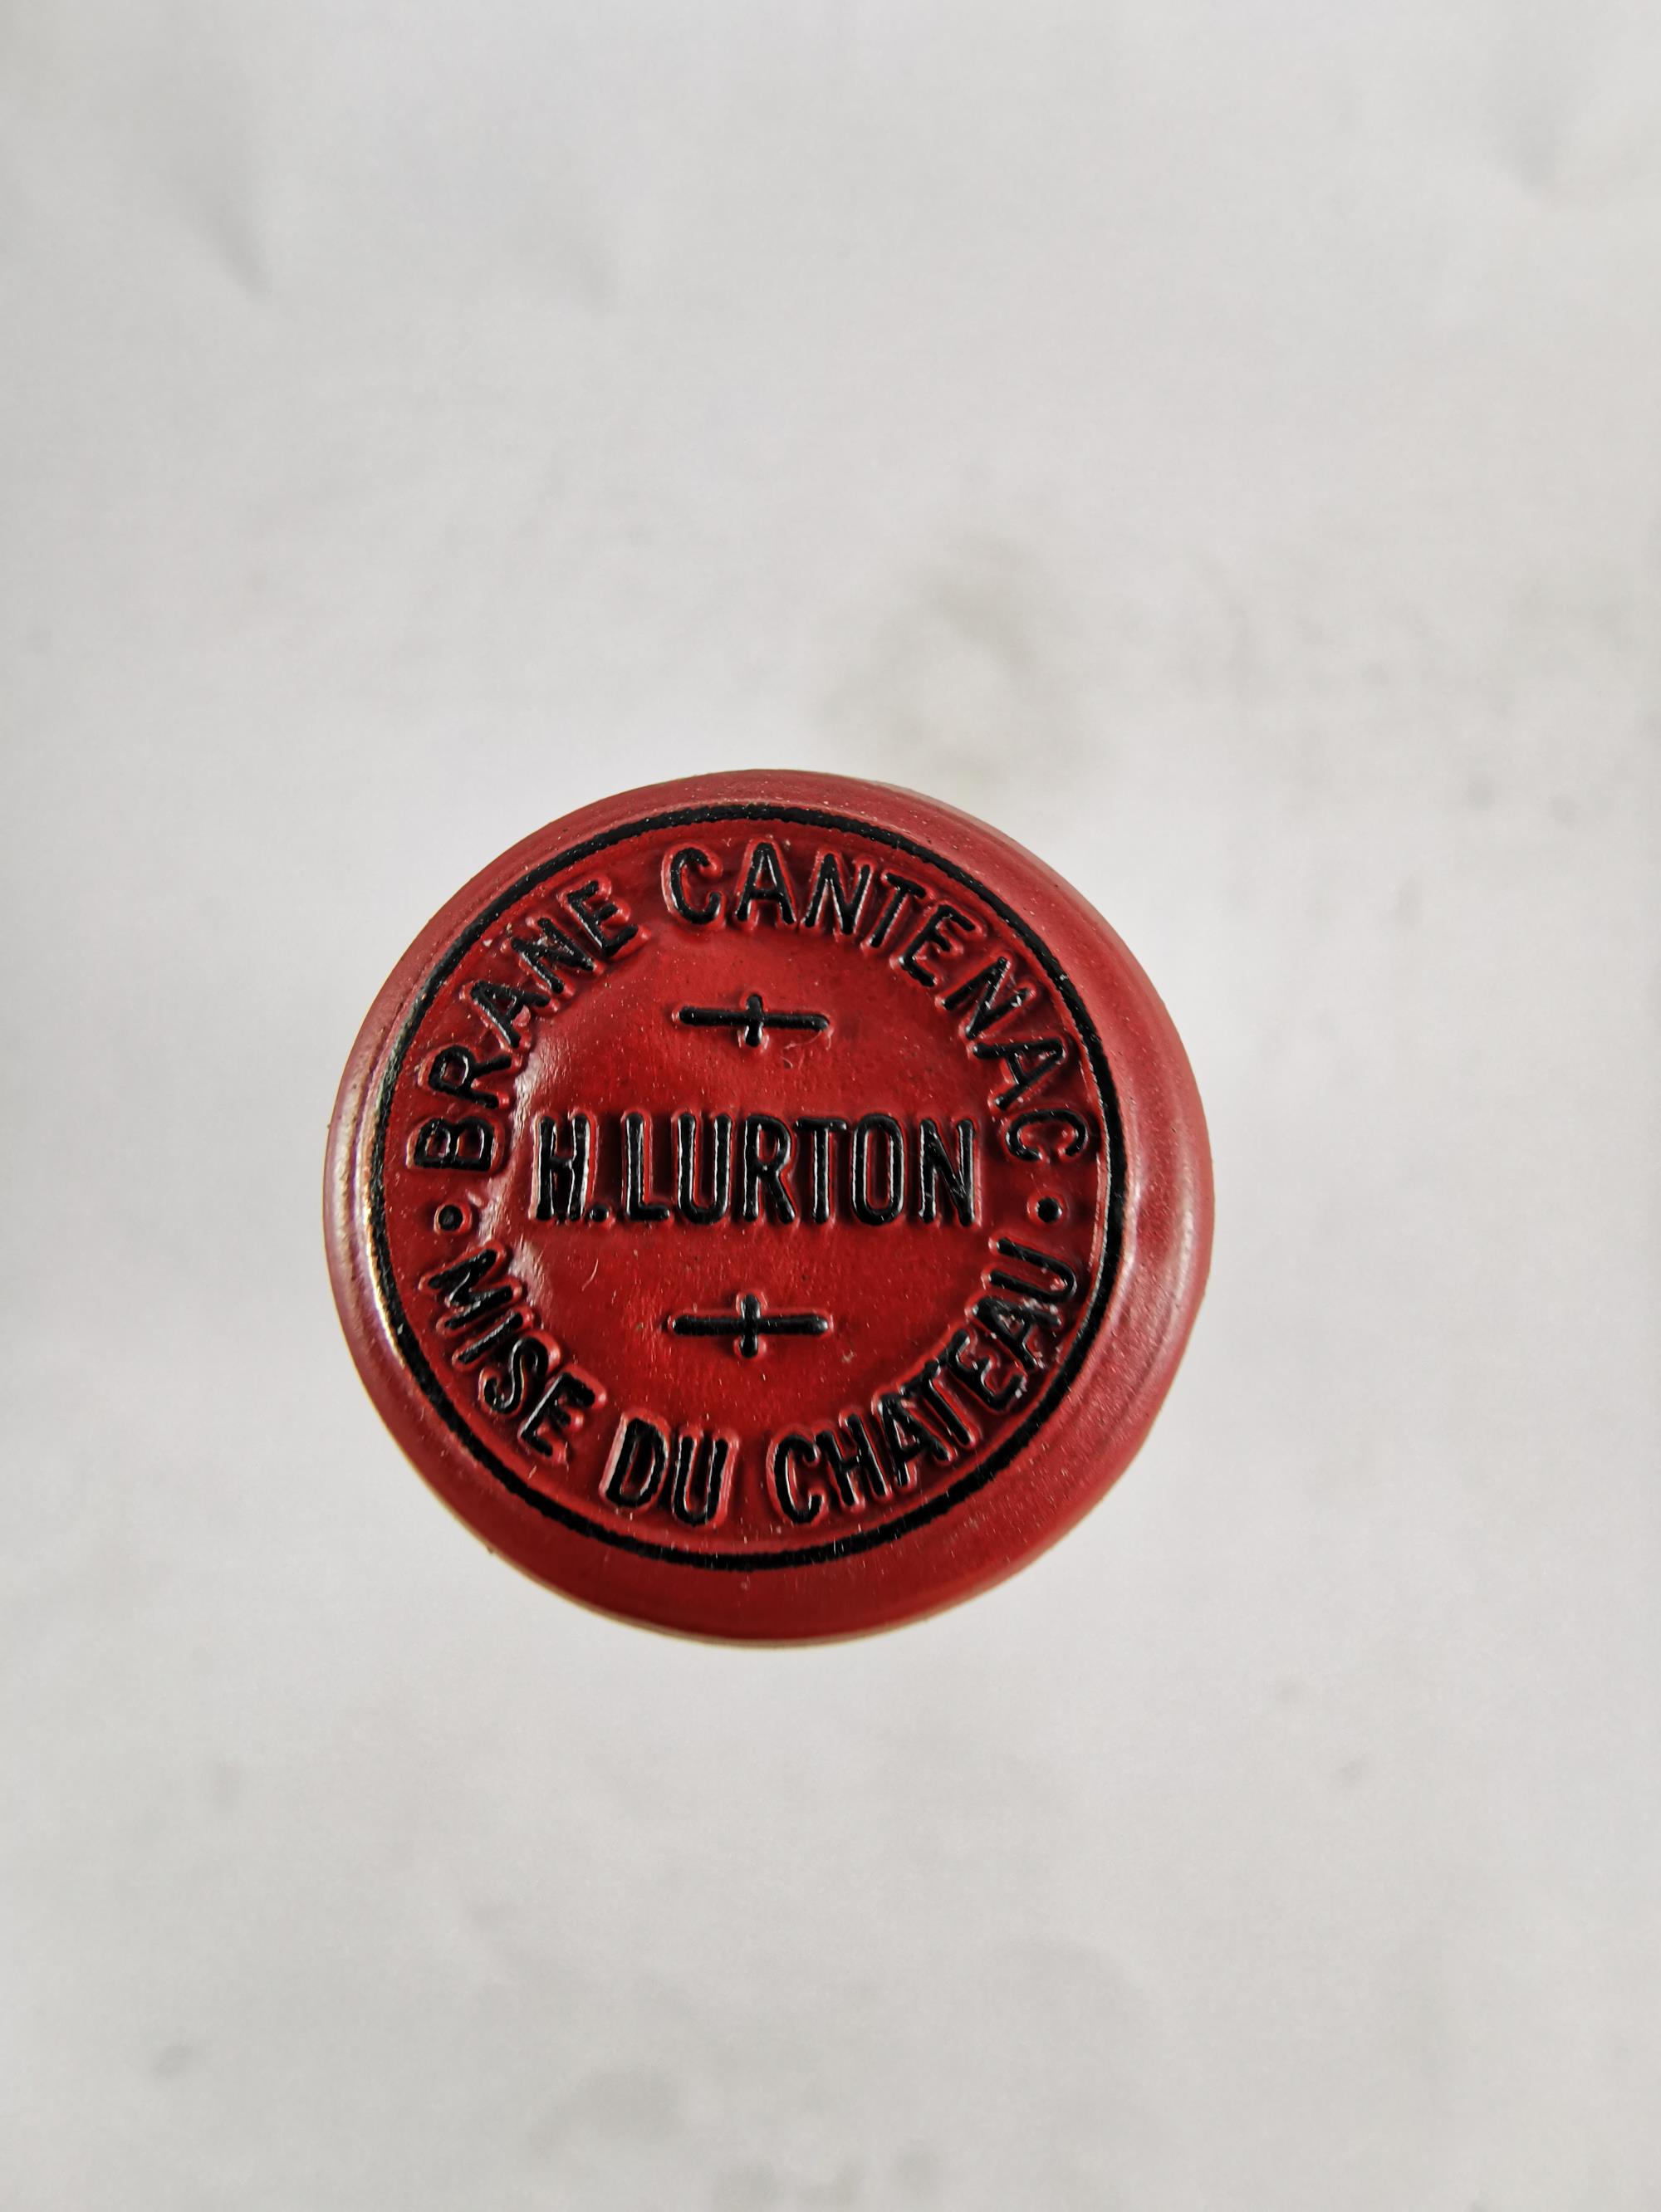 BRANE CANTENAC
H.LURTON
MISE DU CHATEAU